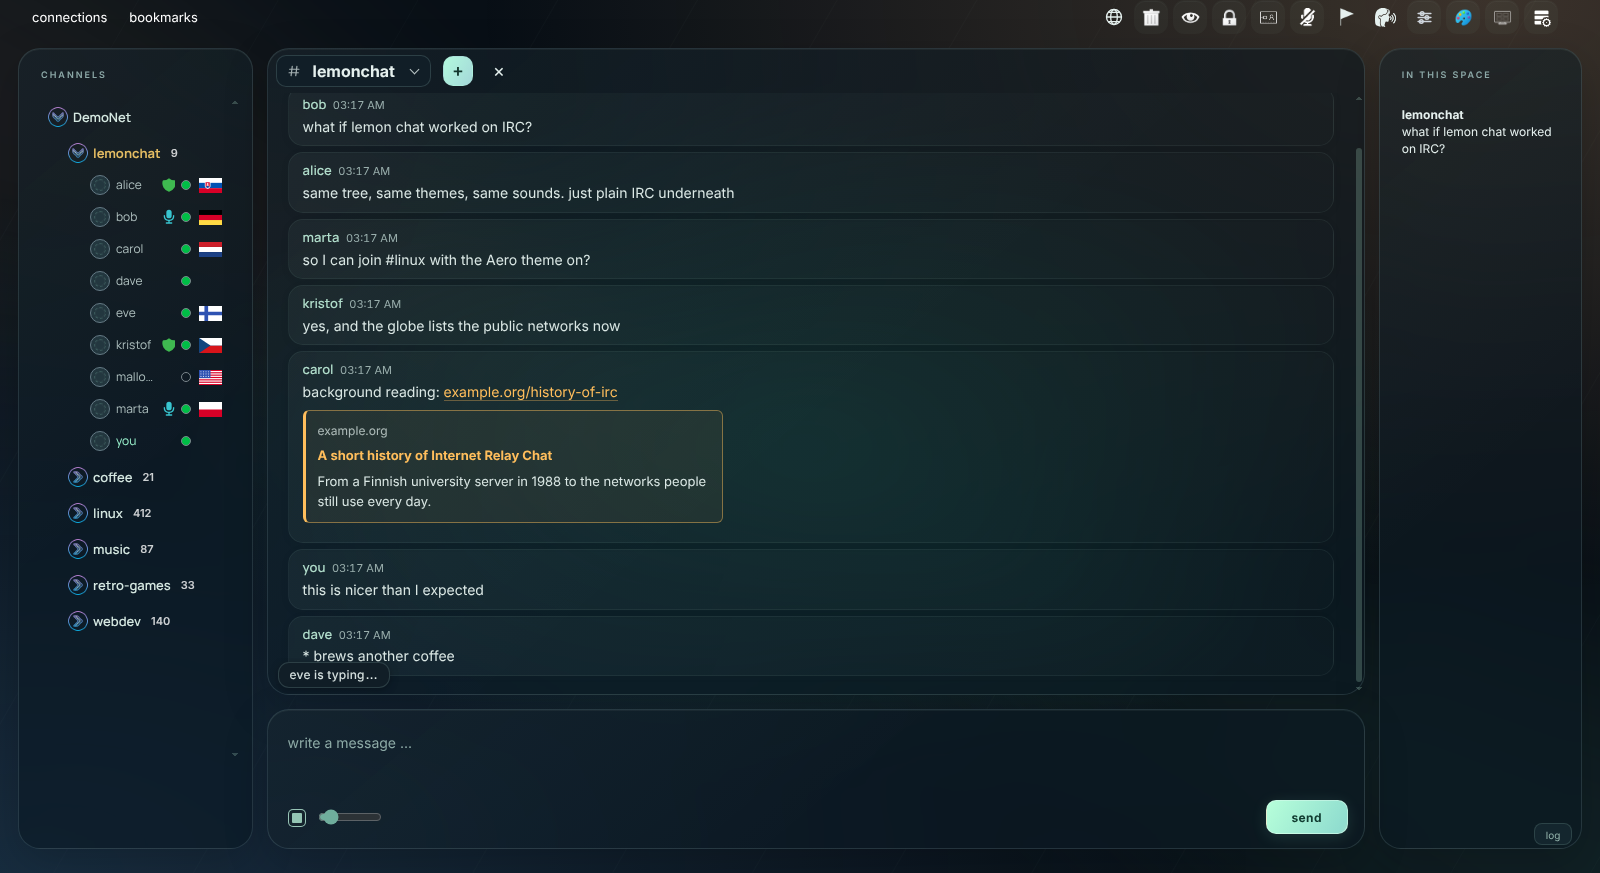 connections bookmarks
CHANNELS
DemoNet
lemonchat 9
alice
bob
carol
dave
eve
kristof
mallo...
marta
you
coffee 21
linux 412
music 87
retro-games 33
webdev 140
# lemonchat + ×
bob 03:17 AM
what if lemon chat worked on IRC?
alice 03:17 AM
same tree, same themes, same sounds. just plain IRC underneath
marta 03:17 AM
so I can join #linux with the Aero theme on?
kristof 03:17 AM
yes, and the globe lists the public networks now
carol 03:17 AM
background reading: example.org/history-of-irc
example.org
A short history of Internet Relay Chat
From a Finnish university server in 1988 to the networks people
still use every day.
you 03:17 AM
this is nicer than I expected
dave 03:17 AM
* brews another coffee
eve is typing...
write a message ...
send
IN THIS SPACE
lemonchat
what if lemon chat worked
on IRC?
log